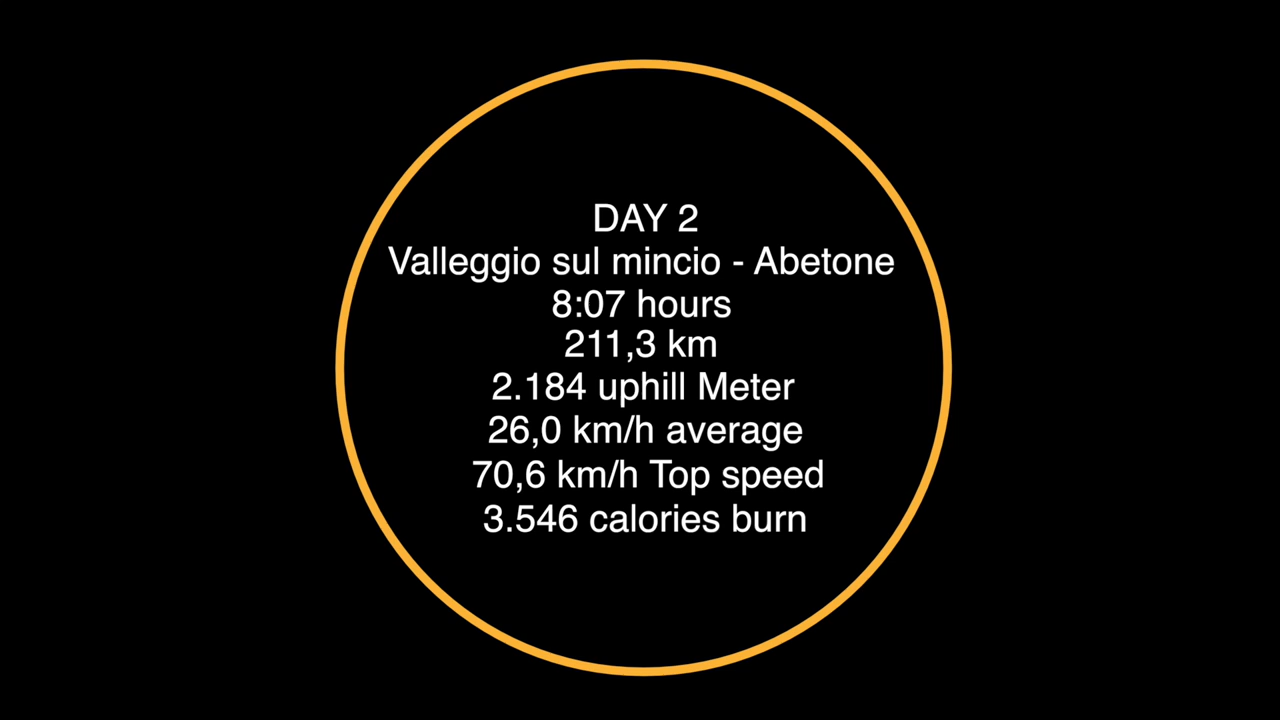 DAY 2
Valleggio sul mincio - Abetone
8:07 hours
211,3 km
2.184 uphill Meter
26,0 km/h average
70,6 km/h Top speed
3.546 calories burn